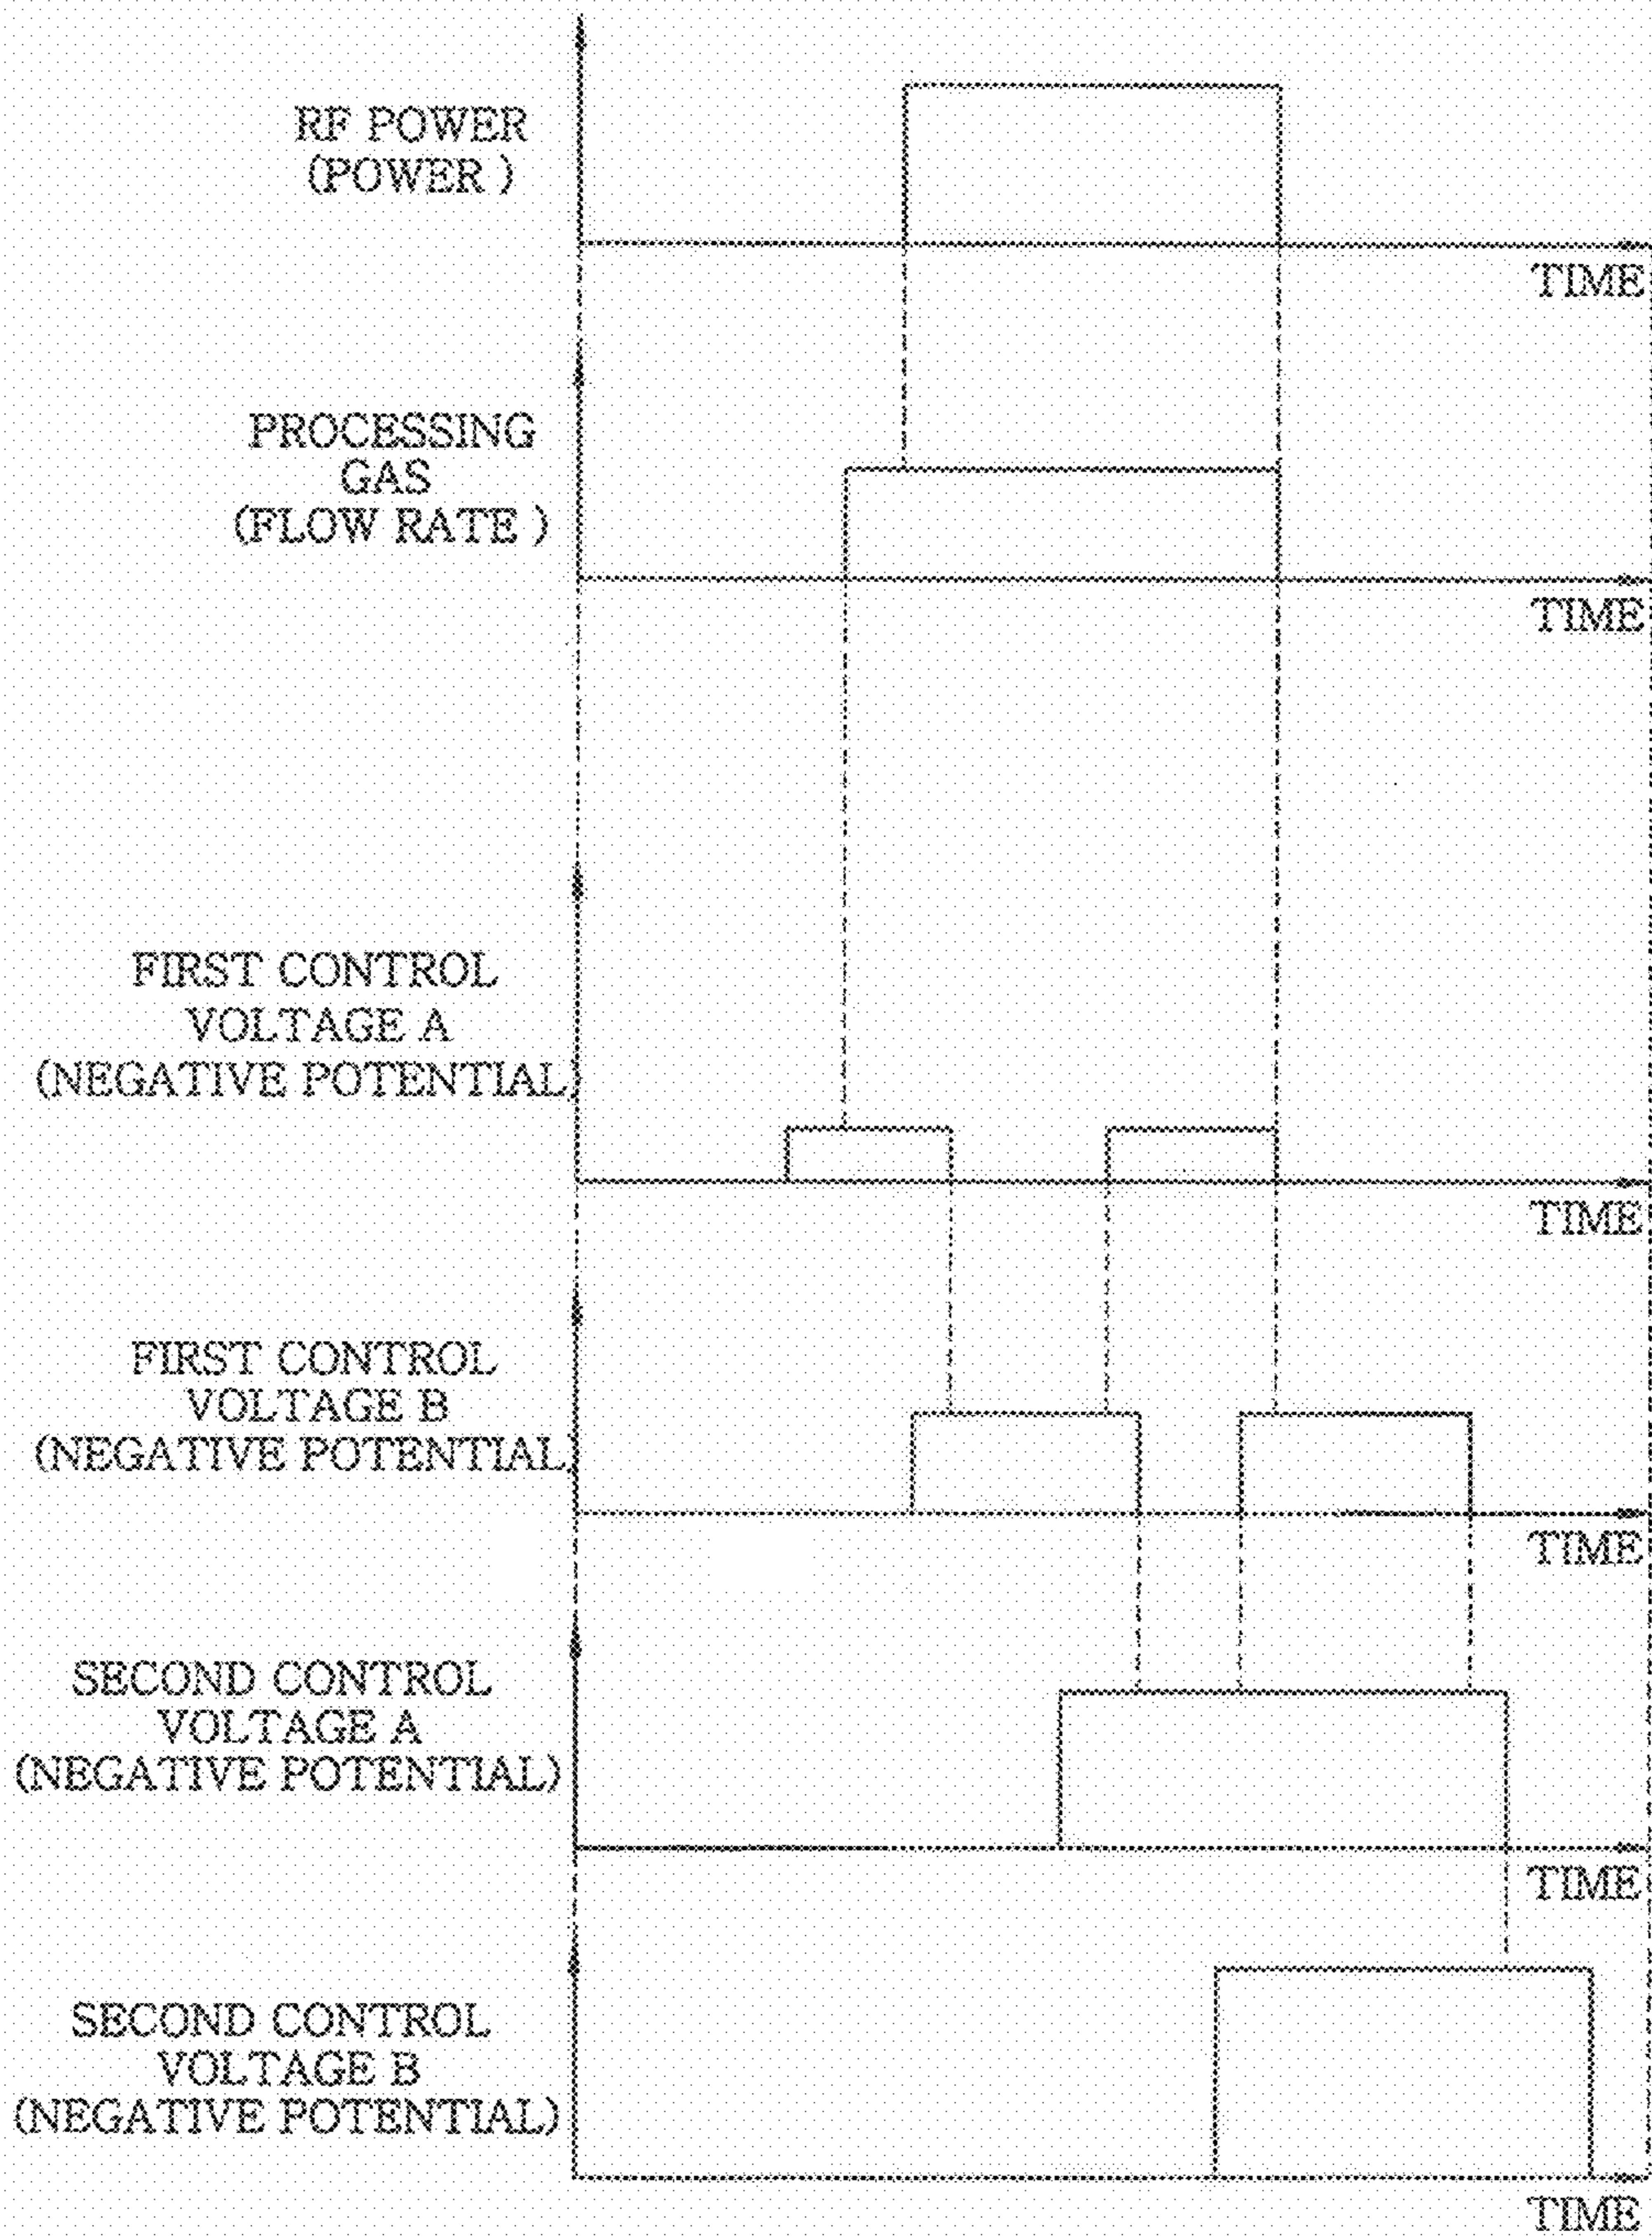 RF POWER
(POWER )
TIME
PROCESSING
GAS
(FLOW RATE )
TIME
FIRST CONTROL
VOLTAGE A
(NEGATIVE POTENTIAL)
TIME
FIRST CONTROL
VOLTAGE B
(NEGATIVE POTENTIAL)
TIME
SECOND CONTROL
VOLTAGE A
(NEGATIVE POTENTIAL)
TIME
SECOND CONTROL
VOLTAGE B
(NEGATIVE POTENTIAL)
TIME